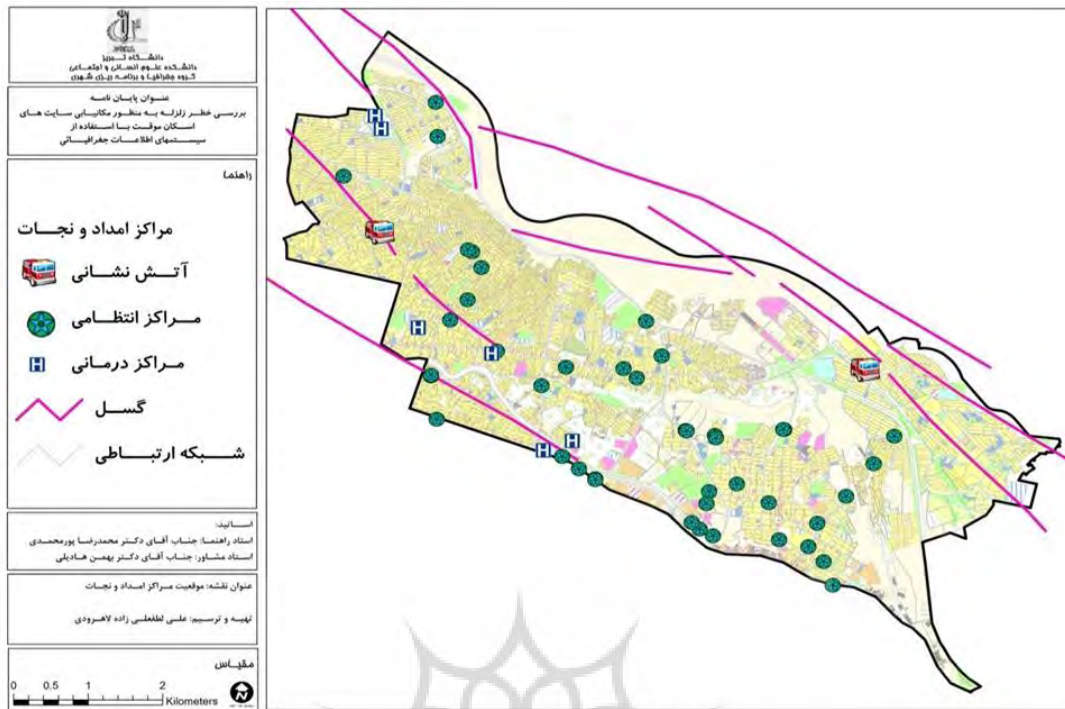 دانشگاه تبریز
دانشکده علوم انسانی و اجتماعی
گروه جغرافیا و برنامه ریزی شهری
عنوان پایان نامه
بررسی خطر زلزله به منظور مکانیابی سایت های
اسکان موقت با استفاده از
سیستمهای اطلاعات جغرافیائی
راهنما
مراکز امداد و نجات
آتش نشانی
مراکز انتظامی
مراکز درمانی
گسل
شبکه ارتباطی
اساتید:
استاد راهنما: جناب آقای دکتر محمدرضا پورمحمدی
استاد مشاور: جناب آقای دکتر بهمن هادیلی
عنوان نقشه: موقعیت مراکز امداد و نجات
تهیه و ترسیم: علی لطفعلی زاده لاهرودی
مقیاس
0 0.5 1 2
Kilometers
N